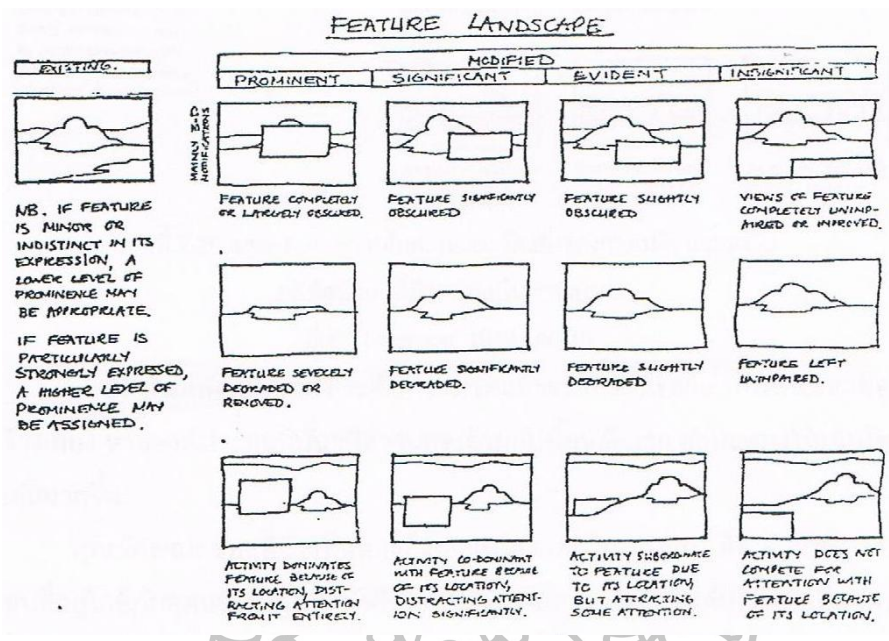 FEATURE LANDSCAPE
EXISTING.
MODIFIED
PROMINENT
SIGNIFICANT
EVIDENT
INSIGNIFICANT
MAINLY 3-D
MODIFICATIONS
FEATURE COMPLETELY
OR LARGELY OBSCURED.
FEATURE SIGNIFICANTLY
OBSCURED
FEATURE SLIGHTLY
OBSCURED
VIEWS OF FEATURE
COMPLETELY UNIMP-
AIRED OR IMPROVED.
NB. IF FEATURE
IS MINOR OR
INDISTINCT IN ITS
EXPRESSION, A
LOWER LEVEL OF
PROMINENCE MAY
BE APPROPRIATE.
IF FEATURE IS
PARTICULARLY
STRONGLY EXPRESSED,
A HIGHER LEVEL OF
PROMINENCE MAY
BE ASSIGNED.
FEATURE SEVERELY
DEGRADED OR
REMOVED.
FEATURE SIGNIFICANTLY
DEGRADED.
FEATURE SLIGHTLY
DEGRADED.
FEATURE LEFT
UNIMPAIRED.
ACTIVITY DOMINATES
FEATURE BECAUSE OF
ITS LOCATION, DIST-
RACTING ATTENTION
FROM IT ENTIRELY.
ACTIVITY CO-DOMINANT
WITH FEATURE BECAUSE
OF ITS LOCATION,
DISTRACTING ATTENT-
ION SIGNIFICANTLY.
ACTIVITY SUBORDINATE
TO FEATURE DUE
TO ITS LOCATION,
BUT ATTRACTING
SOME ATTENTION.
ACTIVITY DOES NOT
COMPETE FOR
ATTENTION WITH
FEATURE BECAUSE
OF ITS LOCATION.